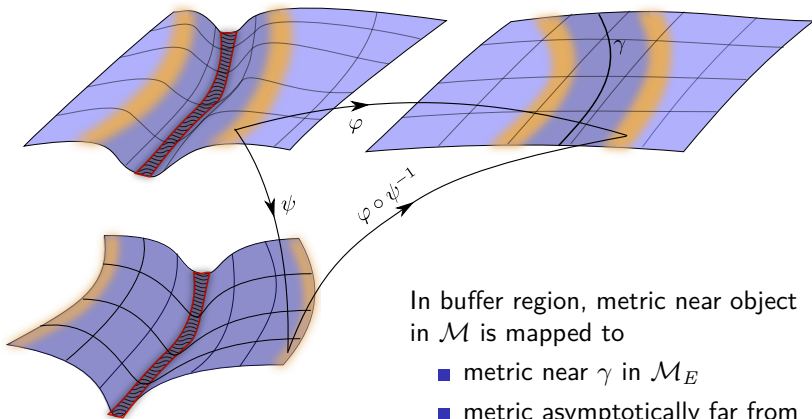 γ
φ
ψ
φ ∘ ψ⁻¹
In buffer region, metric near object
in ℳ is mapped to
metric near γ in ℳ_E
metric asymptotically far from